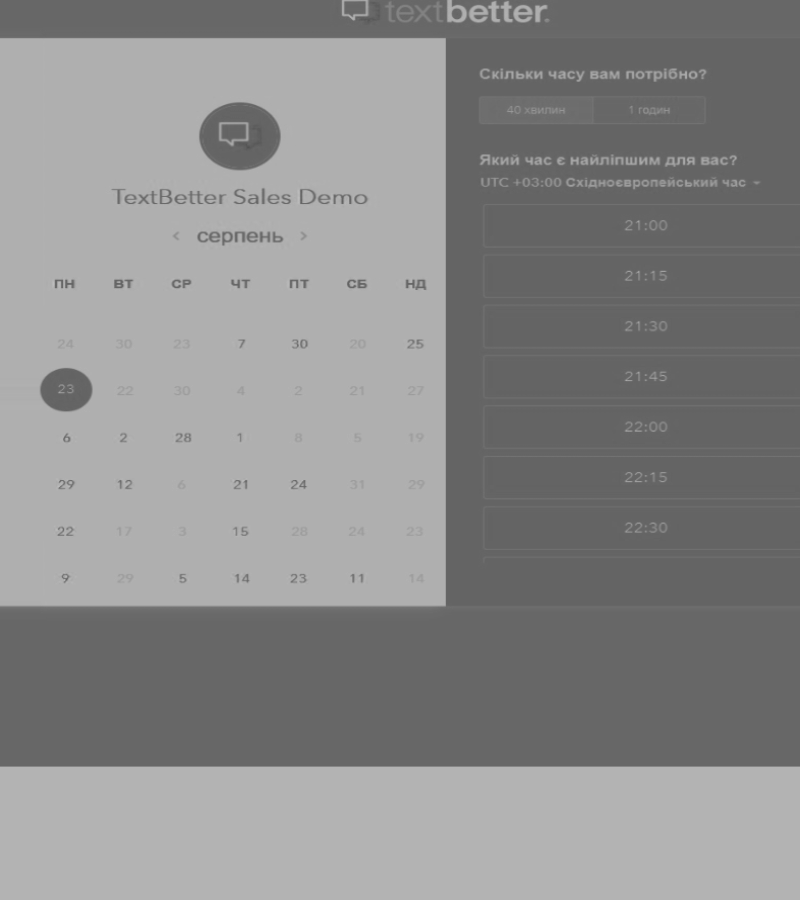 textbetter.
TextBetter Sales Demo
< серпень >
ПН ВТ СР ЧТ ПТ СБ НД
24 30 23 7 30 20 25
23 22 30 4 2 21 27
6 2 28 1 8 5 19
29 12 6 21 24 31 29
22 17 3 15 28 24 23
9 29 5 14 23 11 14
Скільки часу вам потрібно?
40 хвилин 1 годин
Який час є найліпшим для вас?
UTC +03:00 Східноєвропейський час
21:00
21:15
21:30
21:45
22:00
22:15
22:30